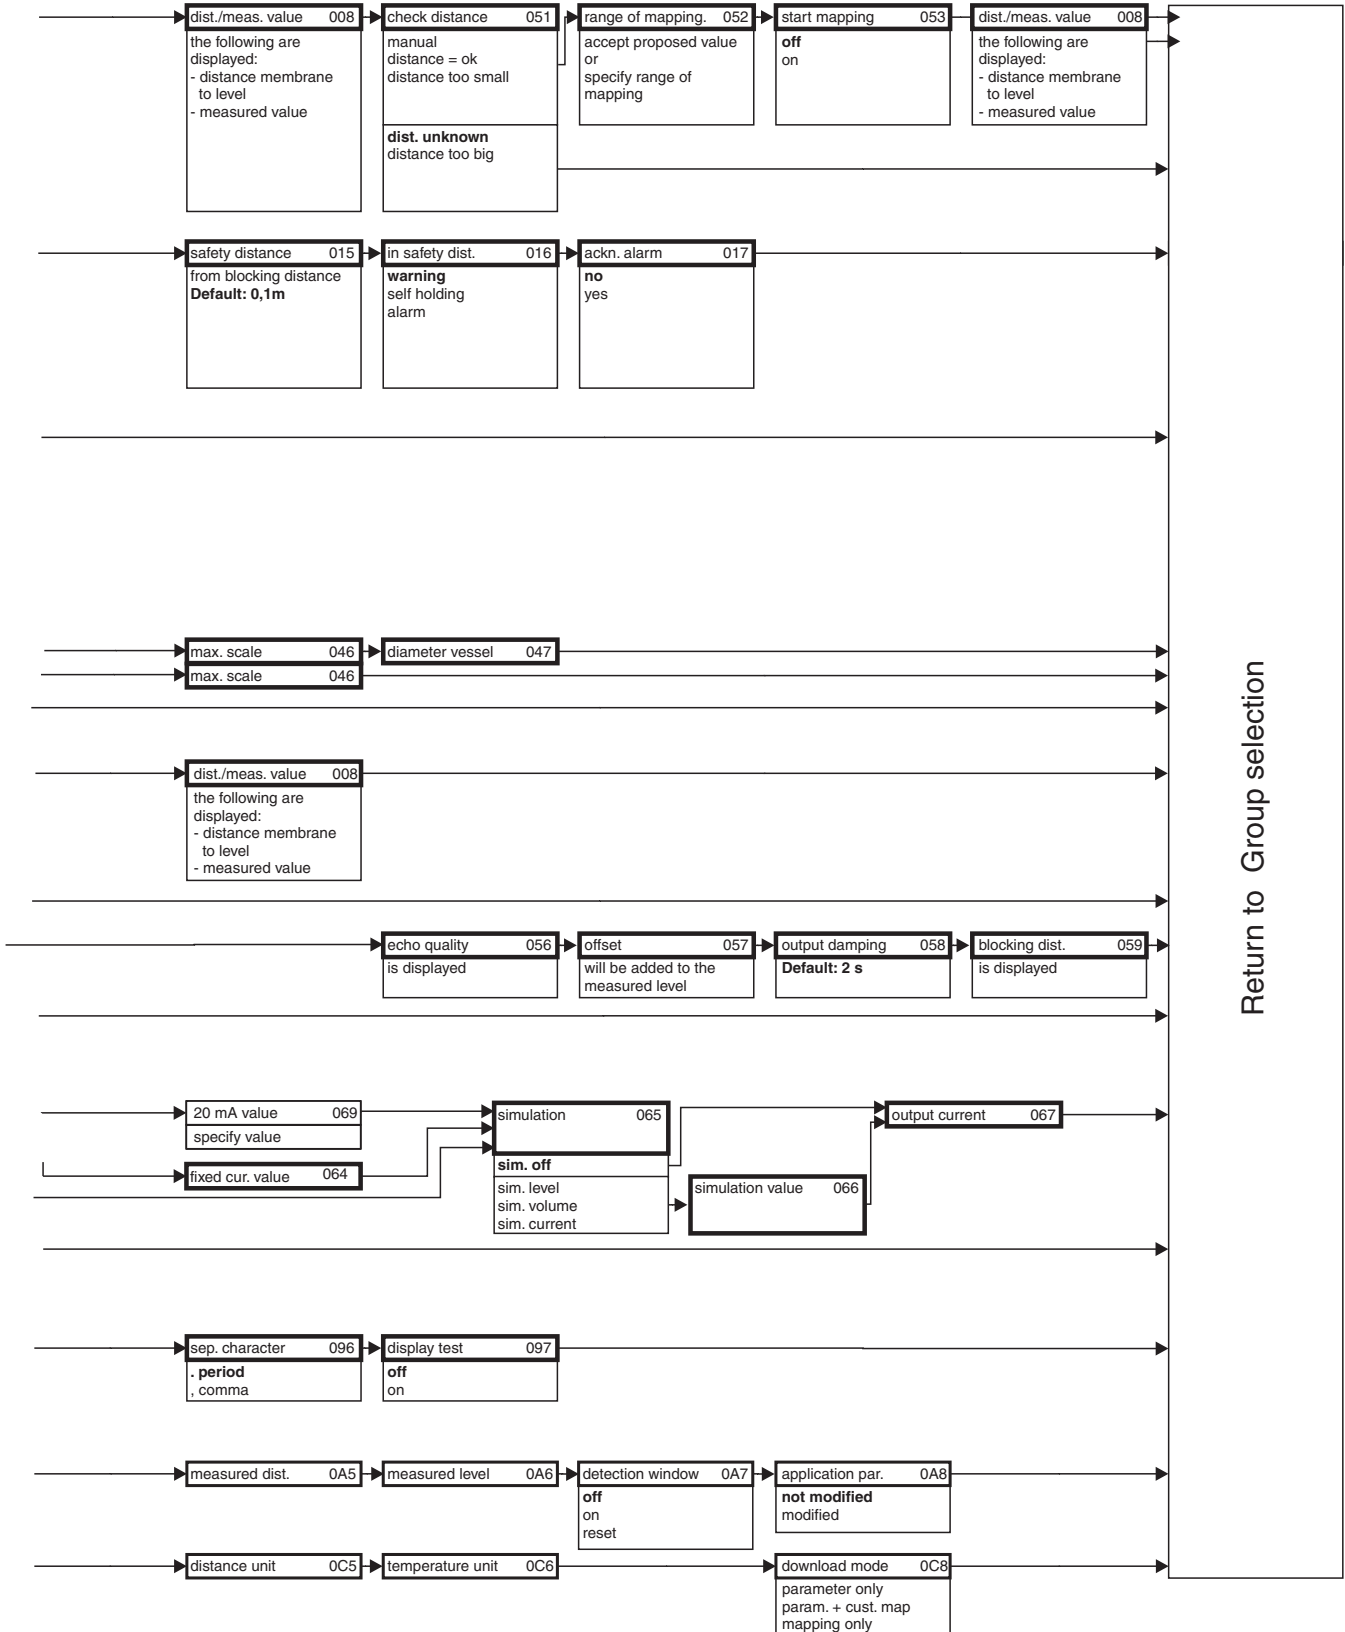 dist./meas. value 008
the following are
displayed:
- distance membrane
to level
- measured value
check distance 051
manual
distance = ok
distance too small
dist. unknown
distance too big
range of mapping. 052
accept proposed value
or
specify range of
mapping
start mapping 053
off
on
dist./meas. value 008
the following are
displayed:
- distance membrane
to level
- measured value
safety distance 015
from blocking distance
Default: 0,1m
in safety dist. 016
warning
self holding
alarm
ackn. alarm 017
no
yes
max. scale 046
diameter vessel 047
max. scale 046
dist./meas. value 008
the following are
displayed:
- distance membrane
to level
- measured value
echo quality 056
is displayed
offset 057
will be added to the
measured level
output damping 058
Default: 2 s
blocking dist. 059
is displayed
20 mA value 069
specify value
fixed cur. value 064
simulation 065
sim. off
sim. level
sim. volume
sim. current
simulation value 066
output current 067
sep. character 096
. period
, comma
display test 097
off
on
measured dist. 0A5
measured level 0A6
detection window 0A7
off
on
reset
application par. 0A8
not modified
modified
distance unit 0C5
temperature unit 0C6
download mode 0C8
parameter only
param. + cust. map
mapping only
Return to Group selection